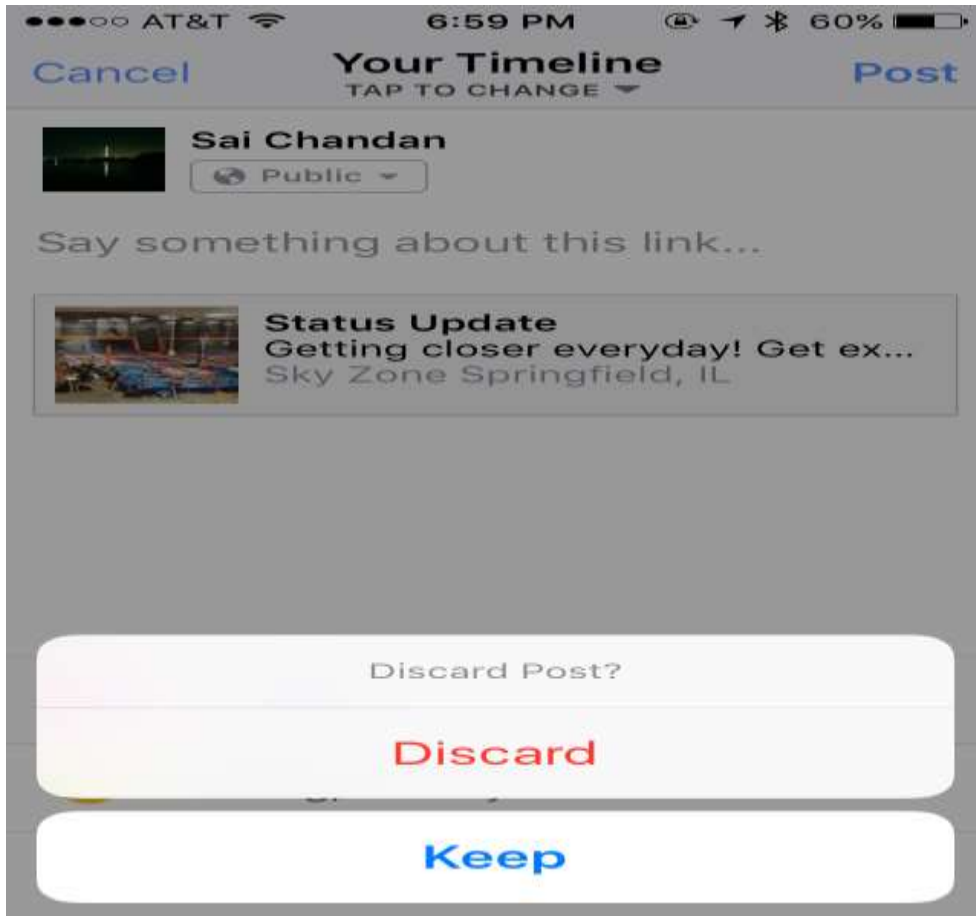 AT&T 6:59 PM 60%
Cancel Your Timeline Post
TAP TO CHANGE
Sai Chandan
Public
Say something about this link...
Status Update
Getting closer everyday! Get ex...
Sky Zone Springfield, IL
Discard Post?
Discard
Keep